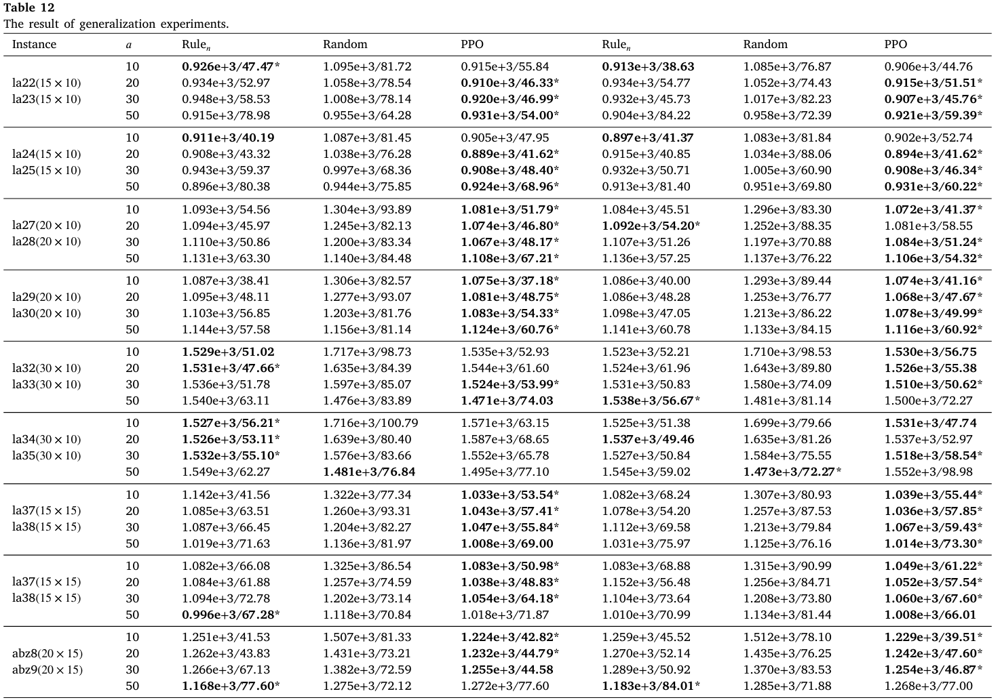 Table 12
The result of generalization experiments.
Instance a Rule_n Random PPO Rule_n Random PPO
10 0.926e+3/47.47* 1.095e+3/81.72 0.915e+3/55.84 0.913e+3/38.63 1.085e+3/76.87 0.906e+3/44.76
la22(15 × 10) 20 0.934e+3/52.97 1.058e+3/78.54 0.910e+3/46.33* 0.934e+3/54.77 1.052e+3/74.43 0.915e+3/51.51*
la23(15 × 10) 30 0.948e+3/58.53 1.008e+3/78.14 0.920e+3/46.99* 0.932e+3/45.73 1.017e+3/82.23 0.907e+3/45.76*
50 0.915e+3/78.98 0.955e+3/64.28 0.931e+3/54.00* 0.904e+3/84.22 0.958e+3/72.39 0.921e+3/59.39*
10 0.911e+3/40.19 1.087e+3/81.45 0.905e+3/47.95 0.897e+3/41.37 1.083e+3/81.84 0.902e+3/52.74
la24(15 × 10) 20 0.908e+3/43.32 1.038e+3/76.28 0.889e+3/41.62* 0.915e+3/40.85 1.034e+3/88.06 0.894e+3/41.62*
la25(15 × 10) 30 0.943e+3/59.37 0.997e+3/68.36 0.908e+3/48.40* 0.932e+3/50.71 1.005e+3/60.90 0.908e+3/46.34*
50 0.896e+3/80.38 0.944e+3/75.85 0.924e+3/68.96* 0.913e+3/81.40 0.951e+3/69.80 0.931e+3/60.22*
10 1.093e+3/54.56 1.304e+3/93.89 1.081e+3/51.79* 1.084e+3/45.51 1.296e+3/83.30 1.072e+3/41.37*
la27(20 × 10) 20 1.094e+3/45.97 1.245e+3/82.13 1.074e+3/46.80* 1.092e+3/54.20* 1.252e+3/88.35 1.081e+3/58.55
la28(20 × 10) 30 1.110e+3/50.86 1.200e+3/83.34 1.067e+3/48.17* 1.107e+3/51.26 1.197e+3/70.88 1.084e+3/51.24*
50 1.131e+3/63.30 1.140e+3/84.48 1.108e+3/67.21* 1.136e+3/57.25 1.137e+3/76.22 1.106e+3/54.32*
10 1.087e+3/38.41 1.306e+3/82.57 1.075e+3/37.18* 1.086e+3/40.00 1.293e+3/89.44 1.074e+3/41.16*
la29(20 × 10) 20 1.095e+3/48.11 1.277e+3/93.07 1.081e+3/48.75* 1.086e+3/48.28 1.253e+3/76.77 1.068e+3/47.67*
la30(20 × 10) 30 1.103e+3/56.85 1.203e+3/81.76 1.083e+3/54.33* 1.098e+3/47.05 1.213e+3/86.22 1.078e+3/49.99*
50 1.144e+3/57.58 1.156e+3/81.14 1.124e+3/60.76* 1.141e+3/60.78 1.133e+3/84.15 1.116e+3/60.92*
10 1.529e+3/51.02 1.717e+3/98.73 1.535e+3/52.93 1.523e+3/52.21 1.710e+3/98.53 1.530e+3/56.75
la32(30 × 10) 20 1.531e+3/47.66* 1.635e+3/84.39 1.544e+3/61.60 1.524e+3/61.96 1.643e+3/89.80 1.526e+3/55.38
la33(30 × 10) 30 1.536e+3/51.78 1.597e+3/85.07 1.524e+3/53.99* 1.531e+3/50.83 1.580e+3/74.09 1.510e+3/50.62*
50 1.540e+3/63.11 1.476e+3/83.89 1.471e+3/74.03 1.538e+3/56.67* 1.481e+3/81.14 1.500e+3/72.27
10 1.527e+3/56.21* 1.716e+3/100.79 1.571e+3/63.15 1.525e+3/51.38 1.699e+3/79.66 1.531e+3/47.74
la34(30 × 10) 20 1.526e+3/53.11* 1.639e+3/80.40 1.587e+3/68.65 1.537e+3/49.46 1.635e+3/81.26 1.537e+3/52.97
la35(30 × 10) 30 1.532e+3/55.10* 1.576e+3/83.66 1.552e+3/65.78 1.527e+3/50.84 1.584e+3/75.55 1.518e+3/58.54*
50 1.549e+3/62.27 1.481e+3/76.84 1.495e+3/77.10 1.545e+3/59.02 1.473e+3/72.27* 1.552e+3/98.98
10 1.142e+3/41.56 1.322e+3/77.34 1.033e+3/53.54* 1.082e+3/68.24 1.307e+3/80.93 1.039e+3/55.44*
la37(15 × 15) 20 1.085e+3/63.51 1.260e+3/93.31 1.043e+3/57.41* 1.078e+3/54.20 1.257e+3/87.53 1.036e+3/57.85*
la38(15 × 15) 30 1.087e+3/66.45 1.204e+3/82.27 1.047e+3/55.84* 1.112e+3/69.58 1.213e+3/79.84 1.067e+3/59.43*
50 1.019e+3/71.63 1.136e+3/81.97 1.008e+3/69.00 1.031e+3/75.97 1.125e+3/76.16 1.014e+3/73.30*
10 1.082e+3/66.08 1.325e+3/86.54 1.083e+3/50.98* 1.083e+3/68.88 1.315e+3/90.99 1.049e+3/61.22*
la37(15 × 15) 20 1.084e+3/61.88 1.257e+3/74.59 1.038e+3/48.83* 1.152e+3/56.48 1.256e+3/84.71 1.052e+3/57.54*
la38(15 × 15) 30 1.094e+3/72.78 1.202e+3/73.14 1.054e+3/64.18* 1.104e+3/73.64 1.208e+3/73.80 1.060e+3/67.60*
50 0.996e+3/67.28* 1.118e+3/70.84 1.018e+3/71.87 1.010e+3/70.99 1.134e+3/81.44 1.008e+3/66.01
10 1.251e+3/41.53 1.507e+3/81.33 1.224e+3/42.82* 1.259e+3/45.52 1.512e+3/78.10 1.229e+3/39.51*
abz8(20 × 15) 20 1.262e+3/43.83 1.431e+3/73.21 1.232e+3/44.79* 1.270e+3/52.14 1.435e+3/76.25 1.242e+3/47.60*
abz9(20 × 15) 30 1.266e+3/67.13 1.382e+3/72.59 1.255e+3/44.58 1.289e+3/50.92 1.370e+3/83.53 1.254e+3/46.87*
50 1.168e+3/77.60* 1.275e+3/72.12 1.272e+3/77.60 1.183e+3/84.01* 1.285e+3/71.88 1.268e+3/77.00